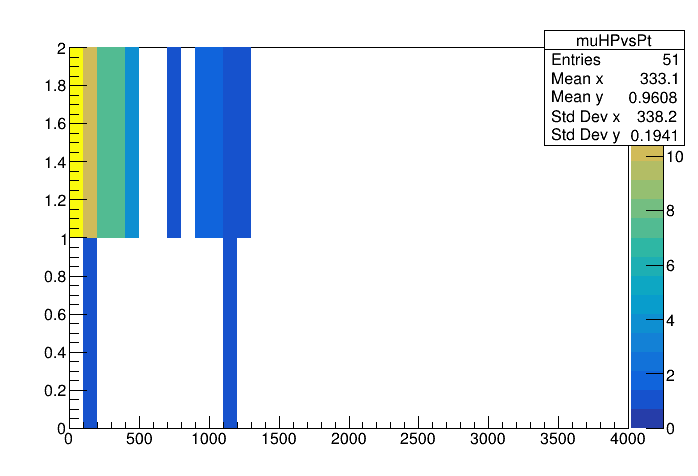 muHPvsPt
Entries 51
Mean x 333.1
Mean y 0.9608
Std Dev x 338.2
Std Dev y 0.1941
2
1.8
1.6
1.4
1.2
1
0.8
0.6
0.4
0.2
0
0 500 1000 1500 2000 2500 3000 3500 4000
10
8
6
4
2
0